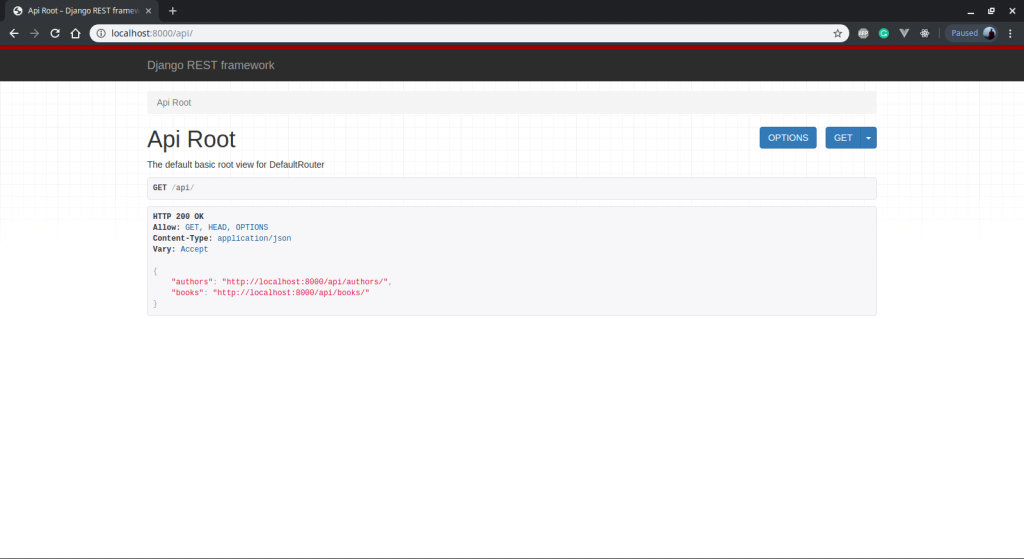 Api Root – Django REST framew
localhost:8000/api/
Paused
Django REST framework
Api Root
Api Root
OPTIONS
GET
The default basic root view for DefaultRouter
GET /api/
HTTP 200 OK
Allow: GET, HEAD, OPTIONS
Content-Type: application/json
Vary: Accept
{
    "authors": "http://localhost:8000/api/authors/",
    "books": "http://localhost:8000/api/books/"
}